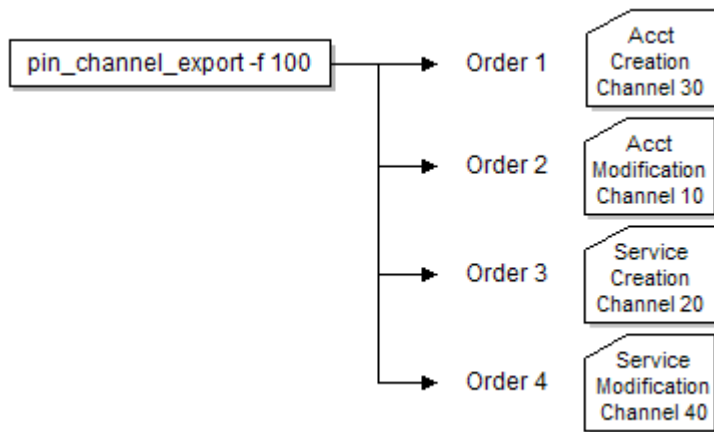 pin_channel_export -f 100
Order 1
Acct
Creation
Channel 30
Order 2
Acct
Modification
Channel 10
Order 3
Service
Creation
Channel 20
Order 4
Service
Modification
Channel 40